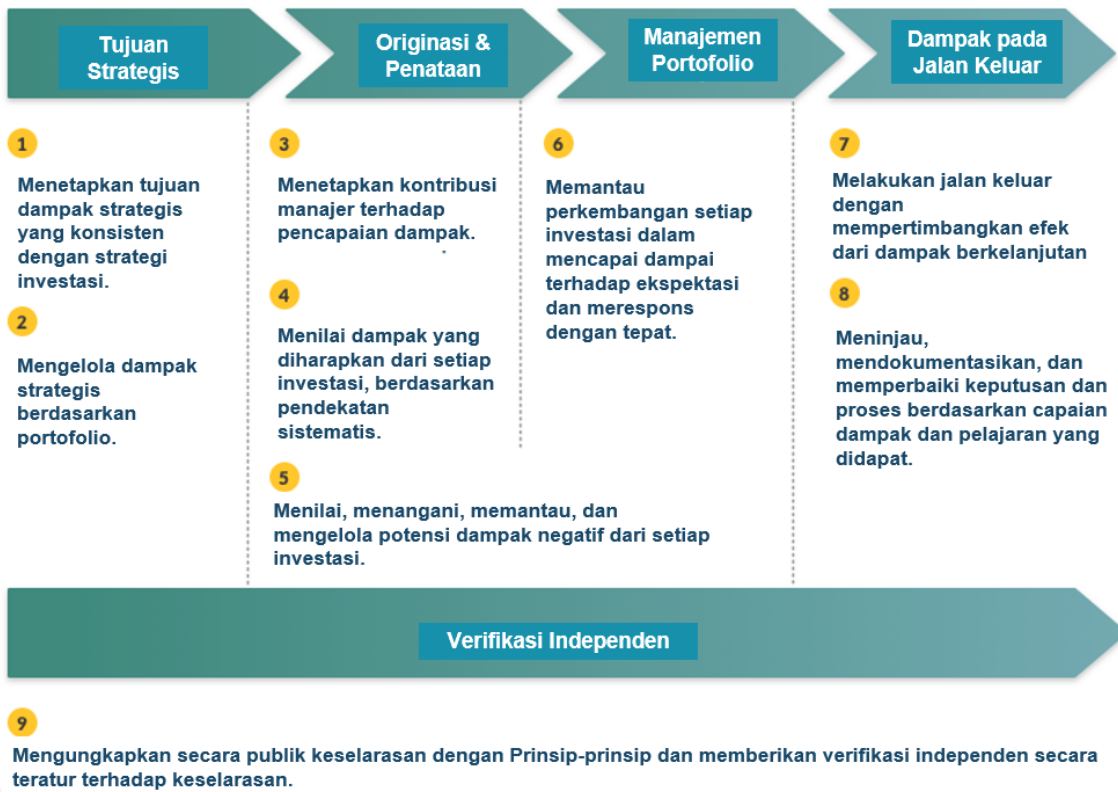 Tujuan
Strategis
Originasi &
Penataan
Manajemen
Portofolio
Dampak pada
Jalan Keluar
1
Menetapkan tujuan
dampak strategis
yang konsisten
dengan strategi
investasi.
2
Mengelola dampak
strategis
berdasarkan
portofolio.
3
Menetapkan kontribusi
manajer terhadap
pencapaian dampak.
4
Menilai dampak yang
diharapkan dari setiap
investasi, berdasarkan
pendekatan
sistematis.
5
Menilai, menangani, memantau, dan
mengelola potensi dampak negatif dari setiap
investasi.
6
Memantau
perkembangan setiap
investasi dalam
mencapai dampai
terhadap ekspektasi
dan merespons
dengan tepat.
7
Melakukan jalan keluar
dengan
mempertimbangkan efek
dari dampak berkelanjutan
8
Meninjau,
mendokumentasikan, dan
memperbaiki keputusan dan
proses berdasarkan capaian
dampak dan pelajaran yang
didapat.
Verifikasi Independen
9
Mengungkapkan secara publik keselarasan dengan Prinsip-prinsip dan memberikan verifikasi independen secara
teratur terhadap keselarasan.